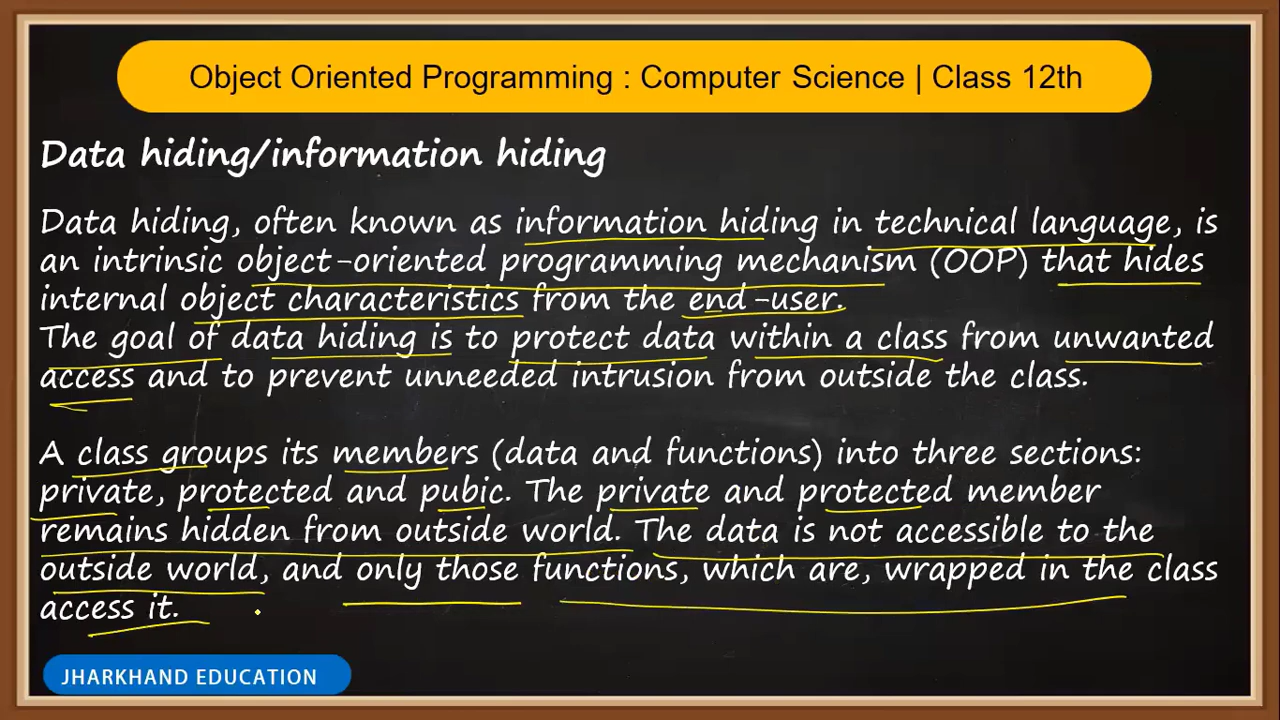 Object Oriented Programming : Computer Science | Class 12th
Data hiding/information hiding
Data hiding, often known as information hiding in technical language, is
an intrinsic object-oriented programming mechanism (OOP) that hides
internal object characteristics from the end-user.
The goal of data hiding is to protect data within a class from unwanted
access and to prevent unneeded intrusion from outside the class.
A class groups its members (data and functions) into three sections:
private, protected and pubic. The private and protected member
remains hidden from outside world. The data is not accessible to the
outside world, and only those functions, which are, wrapped in the class
access it.
JHARKHAND EDUCATION